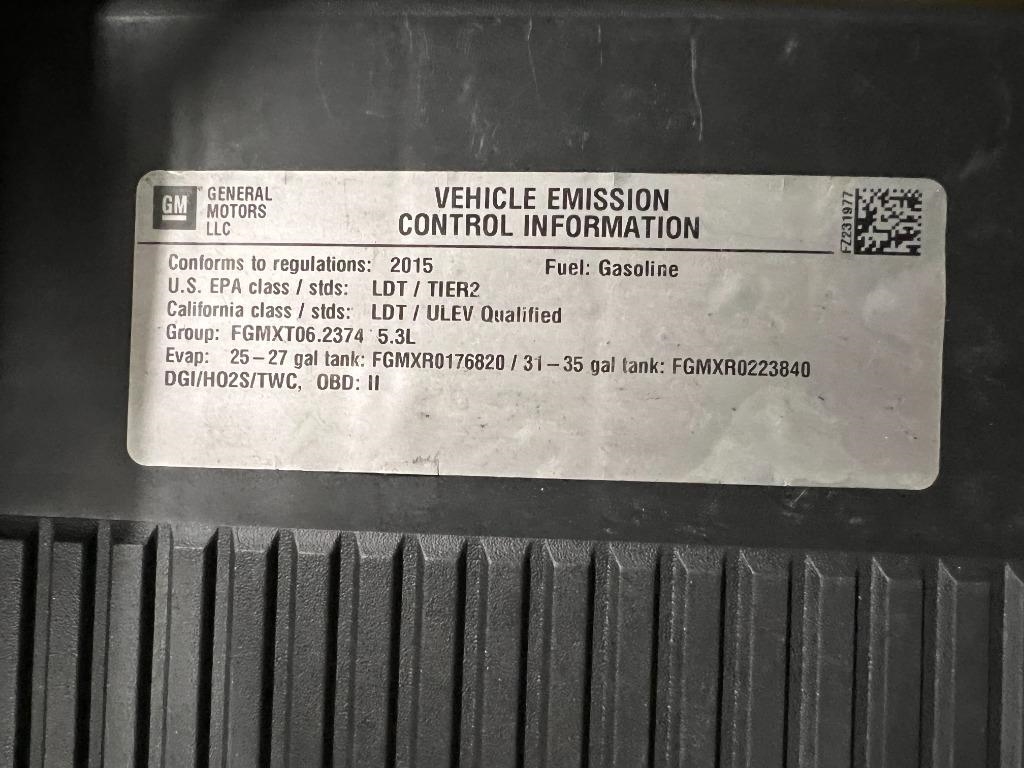 GM
GENERAL
MOTORS
LLC
VEHICLE EMISSION
CONTROL INFORMATION
FZ231977
Conforms to regulations: 2015 Fuel: Gasoline
U.S. EPA class / stds: LDT / TIER2
California class / stds: LDT / ULEV Qualified
Group: FGMXT06.2374 5.3L
Evap: 25-27 gal tank: FGMXR0176820 / 31-35 gal tank: FGMXR0223840
DGI/HO2S/TWC, OBD: II